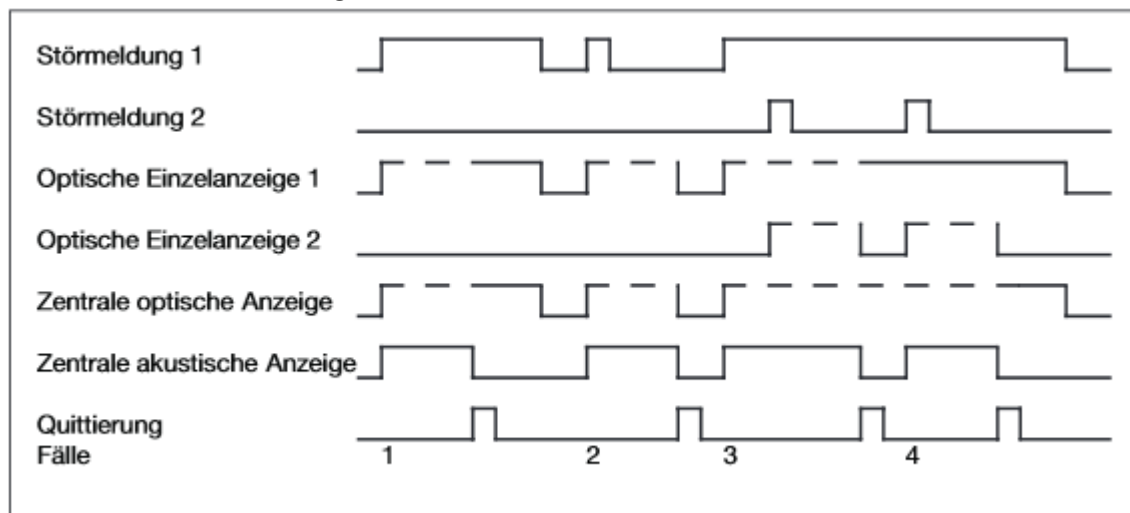 Störmeldung 1
Störmeldung 2
Optische Einzelanzeige 1
Optische Einzelanzeige 2
Zentrale optische Anzeige
Zentrale akustische Anzeige
Quittierung
Fälle 1 2 3 4